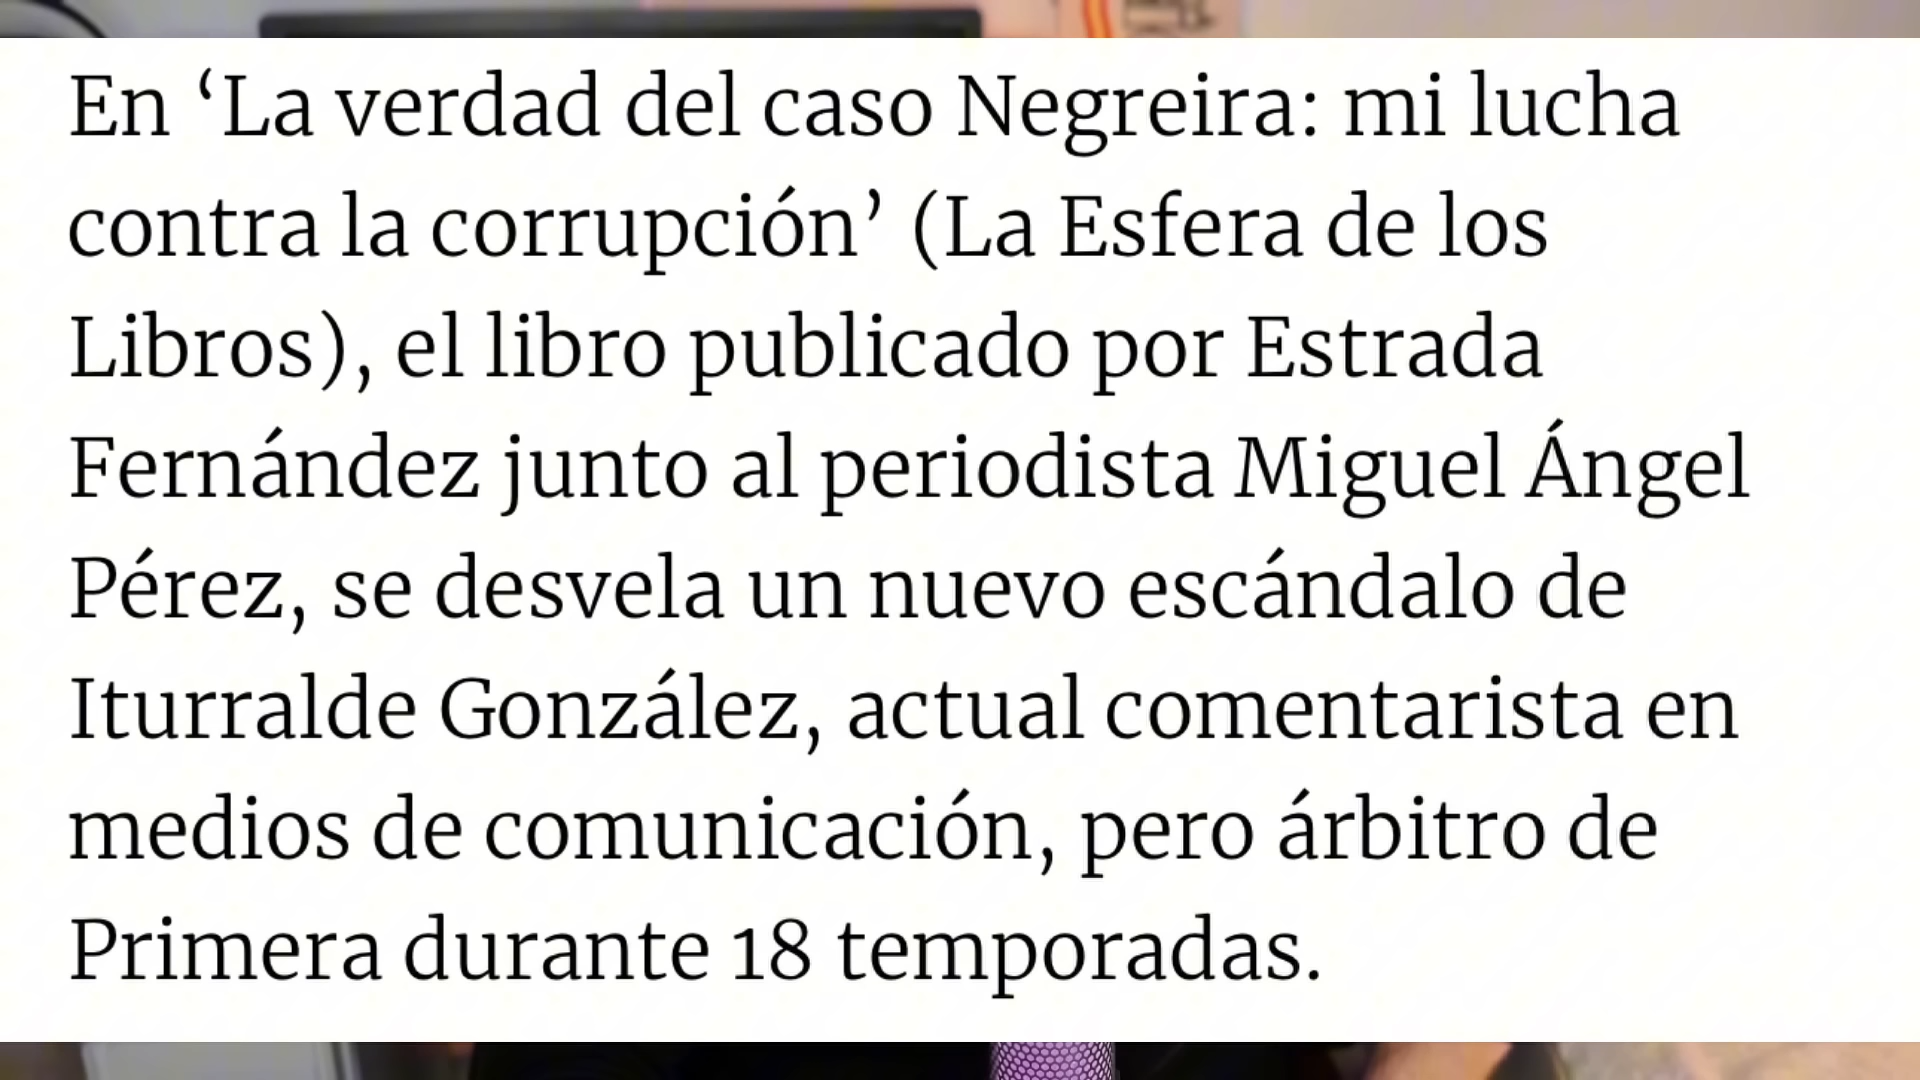 En ‘La verdad del caso Negreira: mi lucha
contra la corrupción’ (La Esfera de los
Libros), el libro publicado por Estrada
Fernández junto al periodista Miguel Ángel
Pérez, se desvela un nuevo escándalo de
Iturralde González, actual comentarista en
medios de comunicación, pero árbitro de
Primera durante 18 temporadas.